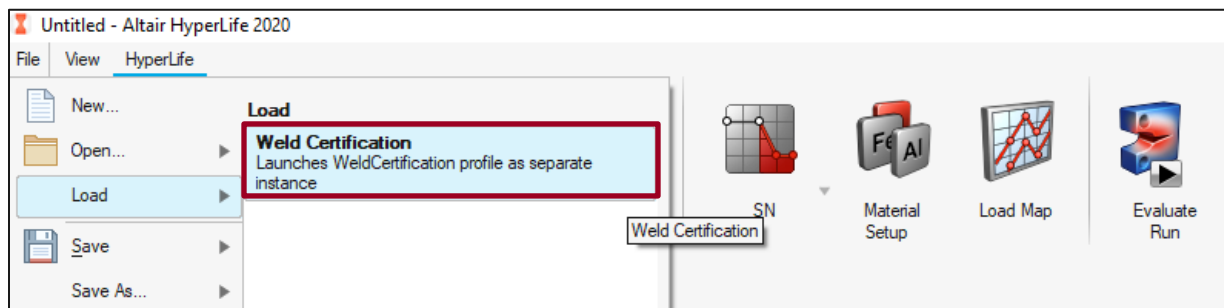 Untitled - Altair HyperLife 2020
File View HyperLife
New...
Open...
Load
Save
Save As...
Load
Weld Certification
Launches WeldCertification profile as separate
instance
Weld Certification
SN
Fe Al
Material
Setup
Load Map
Evaluate
Run